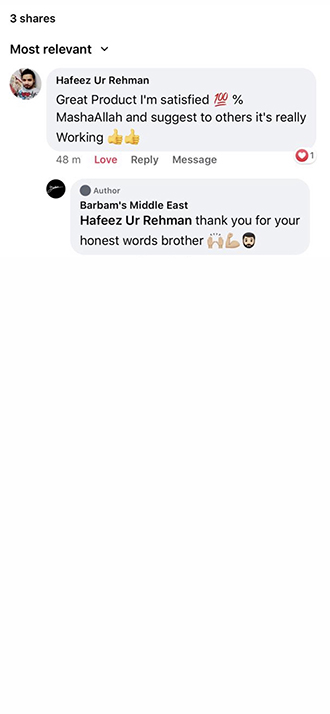 3 shares
Most relevant
Hafeez Ur Rehman
Great Product I'm satisfied 💯 %
MashaAllah and suggest to others it's really
Working 👍👍
48 m Love Reply Message 1
Author
Barbam's Middle East
Hafeez Ur Rehman thank you for your
honest words brother 🙌🏼💪🏼🧔🏻